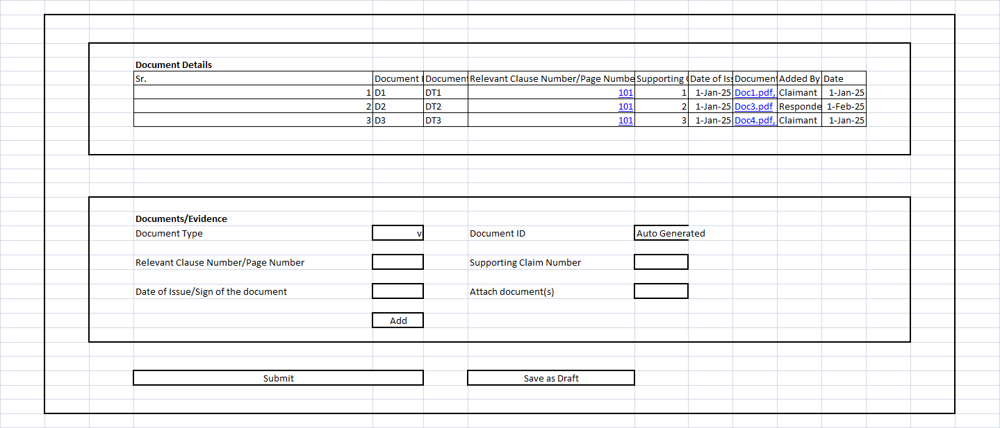 Document Details
Sr. Document Document Relevant Clause Number/Page Numbe Supporting Date of Iss Document Added By Date
1 D1 DT1 101 1 1-Jan-25 Doc1.pdf, Claimant 1-Jan-25
2 D2 DT2 101 2 1-Jan-25 Doc3.pdf Responde 1-Feb-25
3 D3 DT3 101 3 1-Jan-25 Doc4.pdf, Claimant 1-Jan-25
Documents/Evidence
Document Type v Document ID Auto Generated
Relevant Clause Number/Page Number Supporting Claim Number
Date of Issue/Sign of the document Attach document(s)
Add
Submit Save as Draft